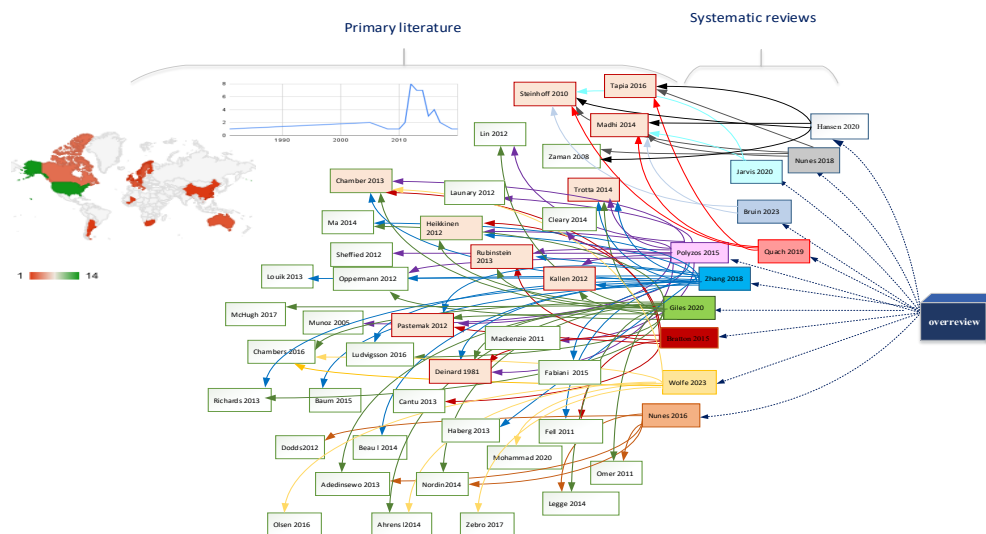 Systematic reviews
Primary literature
8
6
4
2
0
1990
2000
2010
Steinhoff 2010
Tapia 2016
Madhi 2014
Hansen 2020
Lin 2012
Zaman 2008
Nunes 2018
Jarvis 2020
Chamber 2013
Launary 2012
Trotta 2014
Bruin 2023
Ma 2014
Heikkinen
2012
Cleary 2014
Sheffied 2012
Rubinstein
2013
Polyzos 2015
Quach 2019
1
14
Louik 2013
Oppermann 2012
Kallen 2012
Zhang 2018
McHugh 2017
Munoz 2005
Pasternak 2012
Giles 2020
overreview
Mackenzie 2011
Chambers 2016
Ludvigsson 2016
Deinard 1981
Fabiani 2015
Wolfe 2023
Richards 2013
Baum 2015
Cantu 2013
Nunes 2016
Haberg 2013
Fell 2011
Dodds2012
Beau l 2014
Mohammad 2020
Adedinsewo 2013
Nordin2014
Omer 2011
Legge 2014
Olsen 2016
Ahrens l2014
Zebro 2017